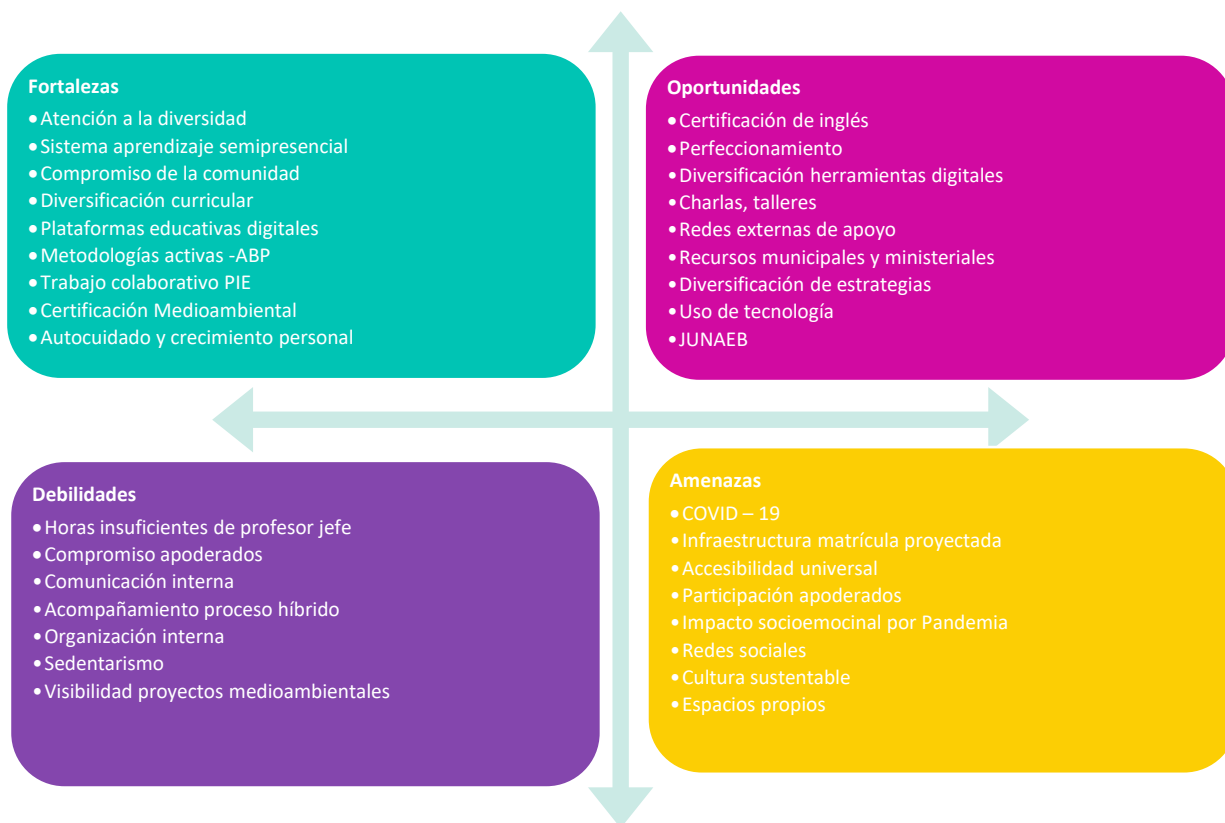 Fortalezas
•Atención a la diversidad
•Sistema aprendizaje semipresencial
•Compromiso de la comunidad
•Diversificación curricular
•Plataformas educativas digitales
•Metodologías activas -ABP
•Trabajo colaborativo PIE
•Certificación Medioambiental
•Autocuidado y crecimiento personal
Oportunidades
•Certificación de inglés
•Perfeccionamiento
•Diversificación herramientas digitales
•Charlas, talleres
•Redes externas de apoyo
•Recursos municipales y ministeriales
•Diversificación de estrategias
•Uso de tecnología
•JUNAEB
Debilidades
•Horas insuficientes de profesor jefe
•Compromiso apoderados
•Comunicación interna
•Acompañamiento proceso híbrido
•Organización interna
•Sedentarismo
•Visibilidad proyectos medioambientales
Amenazas
•COVID – 19
•Infraestructura matrícula proyectada
•Accesibilidad universal
•Participación apoderados
•Impacto socioemocinal por Pandemia
•Redes sociales
•Cultura sustentable
•Espacios propios